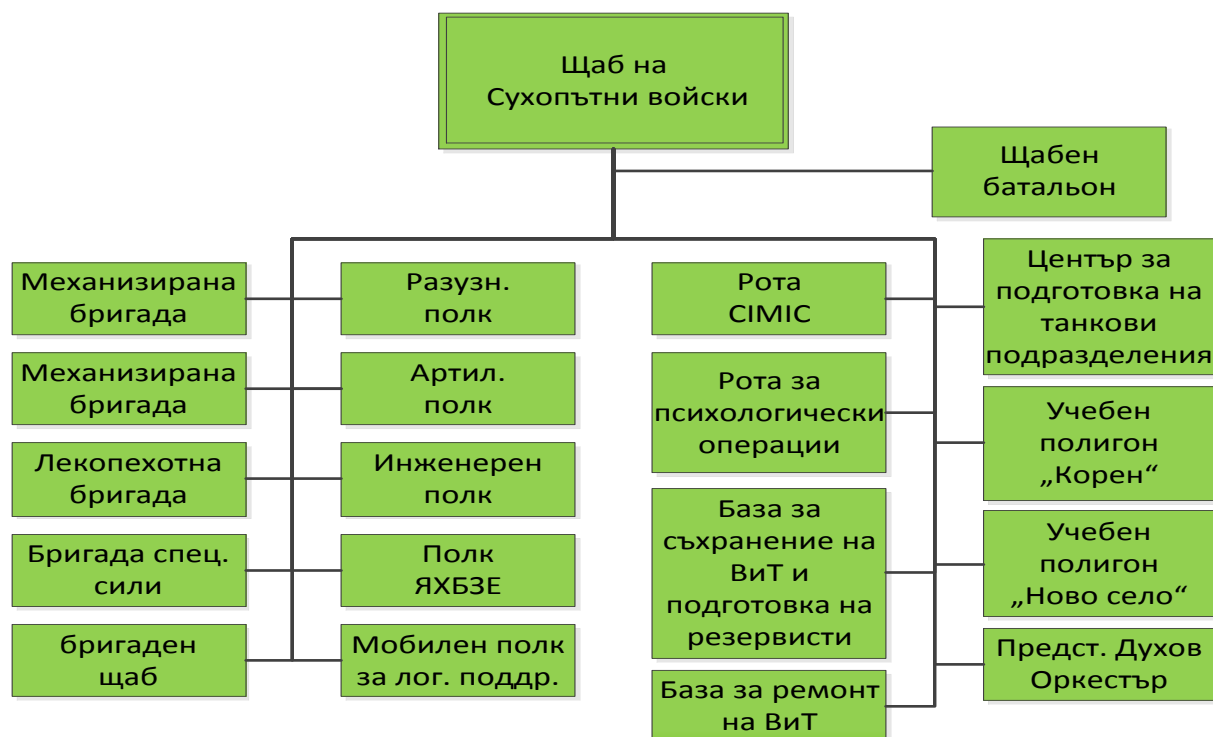 Щаб на
Сухопътни войски
Щабен
батальон
Механизирана
бригада
Механизирана
бригада
Лекопехотна
бригада
Бригада спец.
сили
бригаден
щаб
Разузн.
полк
Артил.
полк
Инженерен
полк
Полк
ЯХБЗЕ
Мобилен полк
за лог. поддр.
Рота
CIMIC
Рота за
психологически
операции
База за
съхранение на
ВиТ и
подготовка на
резервисти
База за ремонт
на ВиТ
Център за
подготовка на
танкови
подразделения
Учебен
полигон
„Корен“
Учебен
полигон
„Ново село“
Предст. Духов
Оркестър